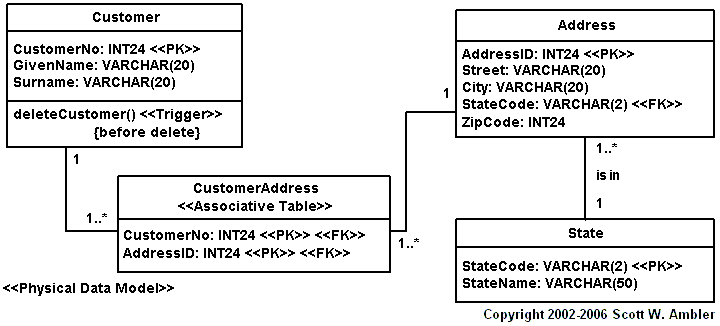 Customer
CustomerNo: INT24 <<PK>>
GivenName: VARCHAR(20)
Surname: VARCHAR(20)
deleteCustomer() <<Trigger>>
{before delete}
1
1..*
CustomerAddress
<<Associative Table>>
CustomerNo: INT24 <<PK>> <<FK>>
AddressID: INT24 <<PK>> <<FK>>
1..*
1
Address
AddressID: INT24 <<PK>>
Street: VARCHAR(20)
City: VARCHAR(20)
StateCode: VARCHAR(2) <<FK>>
ZipCode: INT24
1..*
is in
1
State
StateCode: VARCHAR(2) <<PK>>
StateName: VARCHAR(50)
<<Physical Data Model>>
Copyright 2002-2006 Scott W. Ambler